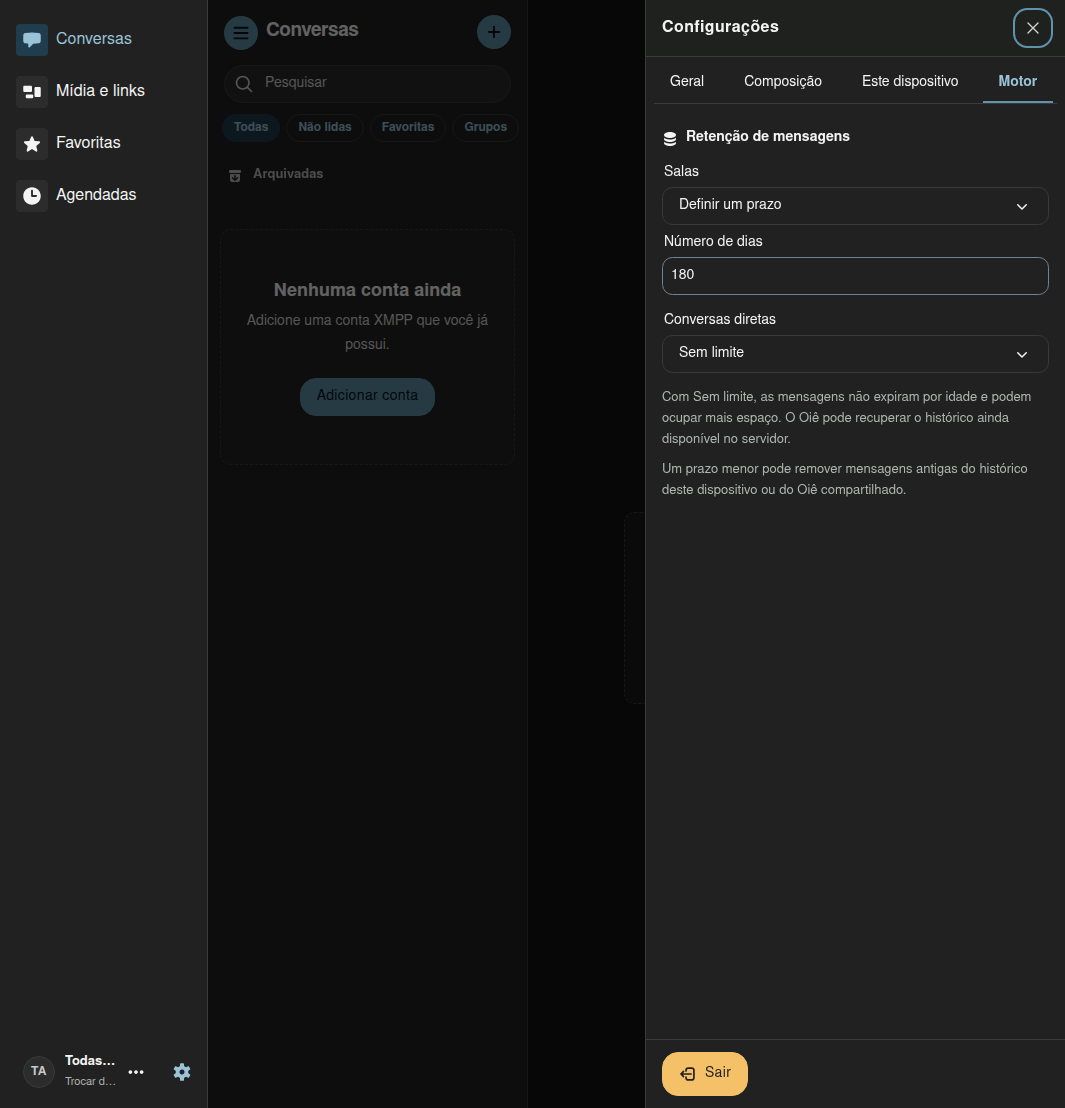 Conversas
Mídia e links
Favoritas
Agendadas
TA
Todas...
Trocar d...
Conversas
Pesquisar
Todas
Não lidas
Favoritas
Grupos
Arquivadas
Nenhuma conta ainda
Adicione uma conta XMPP que você já
possui.
Adicionar conta
Configurações
Geral
Composição
Este dispositivo
Motor
Retenção de mensagens
Salas
Definir um prazo
Número de dias
180
Conversas diretas
Sem limite
Com Sem limite, as mensagens não expiram por idade e podem
ocupar mais espaço. O Oiê pode recuperar o histórico ainda
disponível no servidor.
Um prazo menor pode remover mensagens antigas do histórico
deste dispositivo ou do Oiê compartilhado.
Sair